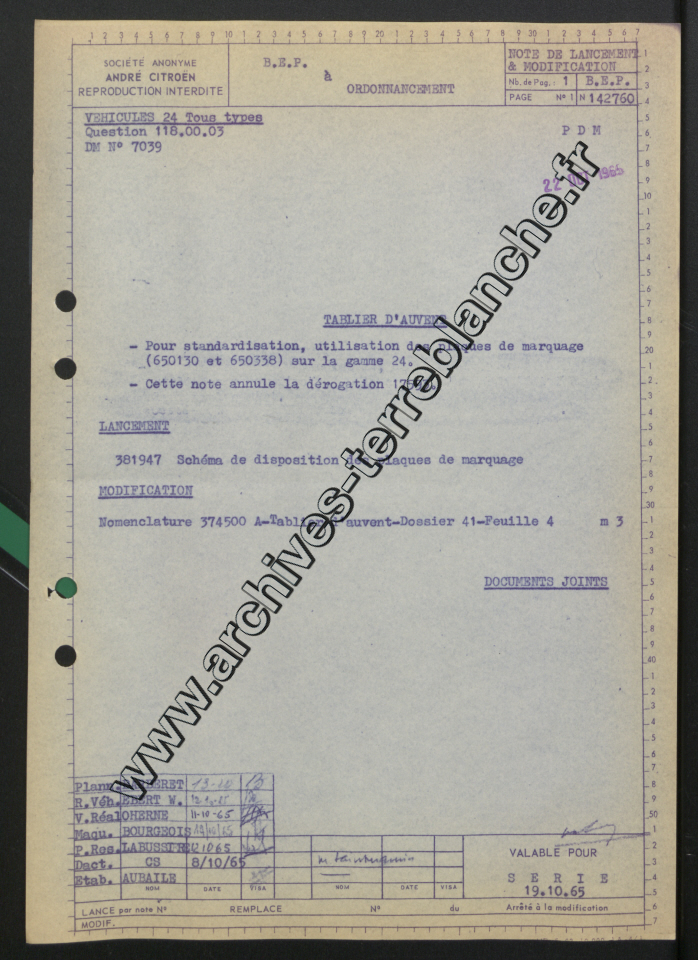 SOCIÉTÉ ANONYME
ANDRÉ CITROËN
REPRODUCTION INTERDITE
B.E.P.
à
ORDONNANCEMENT
NOTE DE LANCEMENT
& MODIFICATION
Nb. de Pag. : 1 B.E.P.
PAGE N° 1 N 142760
VEHICULES 24 Tous types
Question 118.00.03
DM N° 7039
P D M
22 1965
TABLIER D'AUVENT
- Pour standardisation, utilisation des plaques de marquage
(650130 et 650338) sur la gamme 24.
- Cette note annule la dérogation
LANCEMENT
381947 Schéma de disposition des plaques de marquage
MODIFICATION
Nomenclature 374500 A-Tablier d'auvent-Dossier 41-Feuille 4 m 3
DOCUMENTS JOINTS
www.archives-terreblanche.fr
Plann. 13-10
R.Véh. EBERT W.
V.Réal OHERNE 11-10-65
Maqu. BOURGEOIS
P.Res. LABUSSIERE
Dact. CS 8/10/65
Etab. AUBAILE
NOM DATE VISA NOM DATE VISA
VALABLE POUR
S E R I E
19.10.65
LANCÉ par note N° REMPLACE N° du Arrêté à la modification
MODIF.